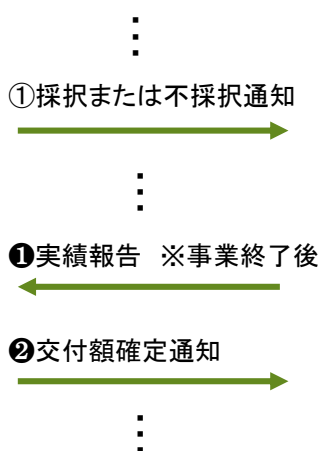 ①採択または不採択通知
❶実績報告　※事業終了後
❷交付額確定通知